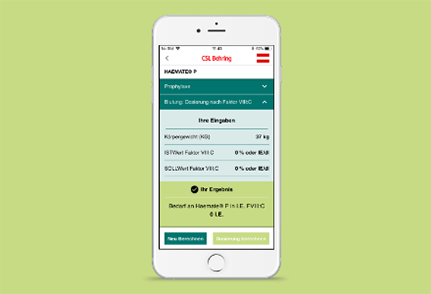 No SIM
CSL Behring
HAEMATE® P
Prophylaxe
Blutung: Dosierung nach Faktor VIII:C
Ihre Eingaben
Körpergewicht (KG) 37 kg
ISTWert Faktor VIII:C 0 % oder IE/dl
SOLLWert Faktor VIII:C 0 % oder IE/dl
Ihr Ergebnis
Bedarf an Haemate® P in I.E. FVIII:C
0 I.E.
Neu Berechnen